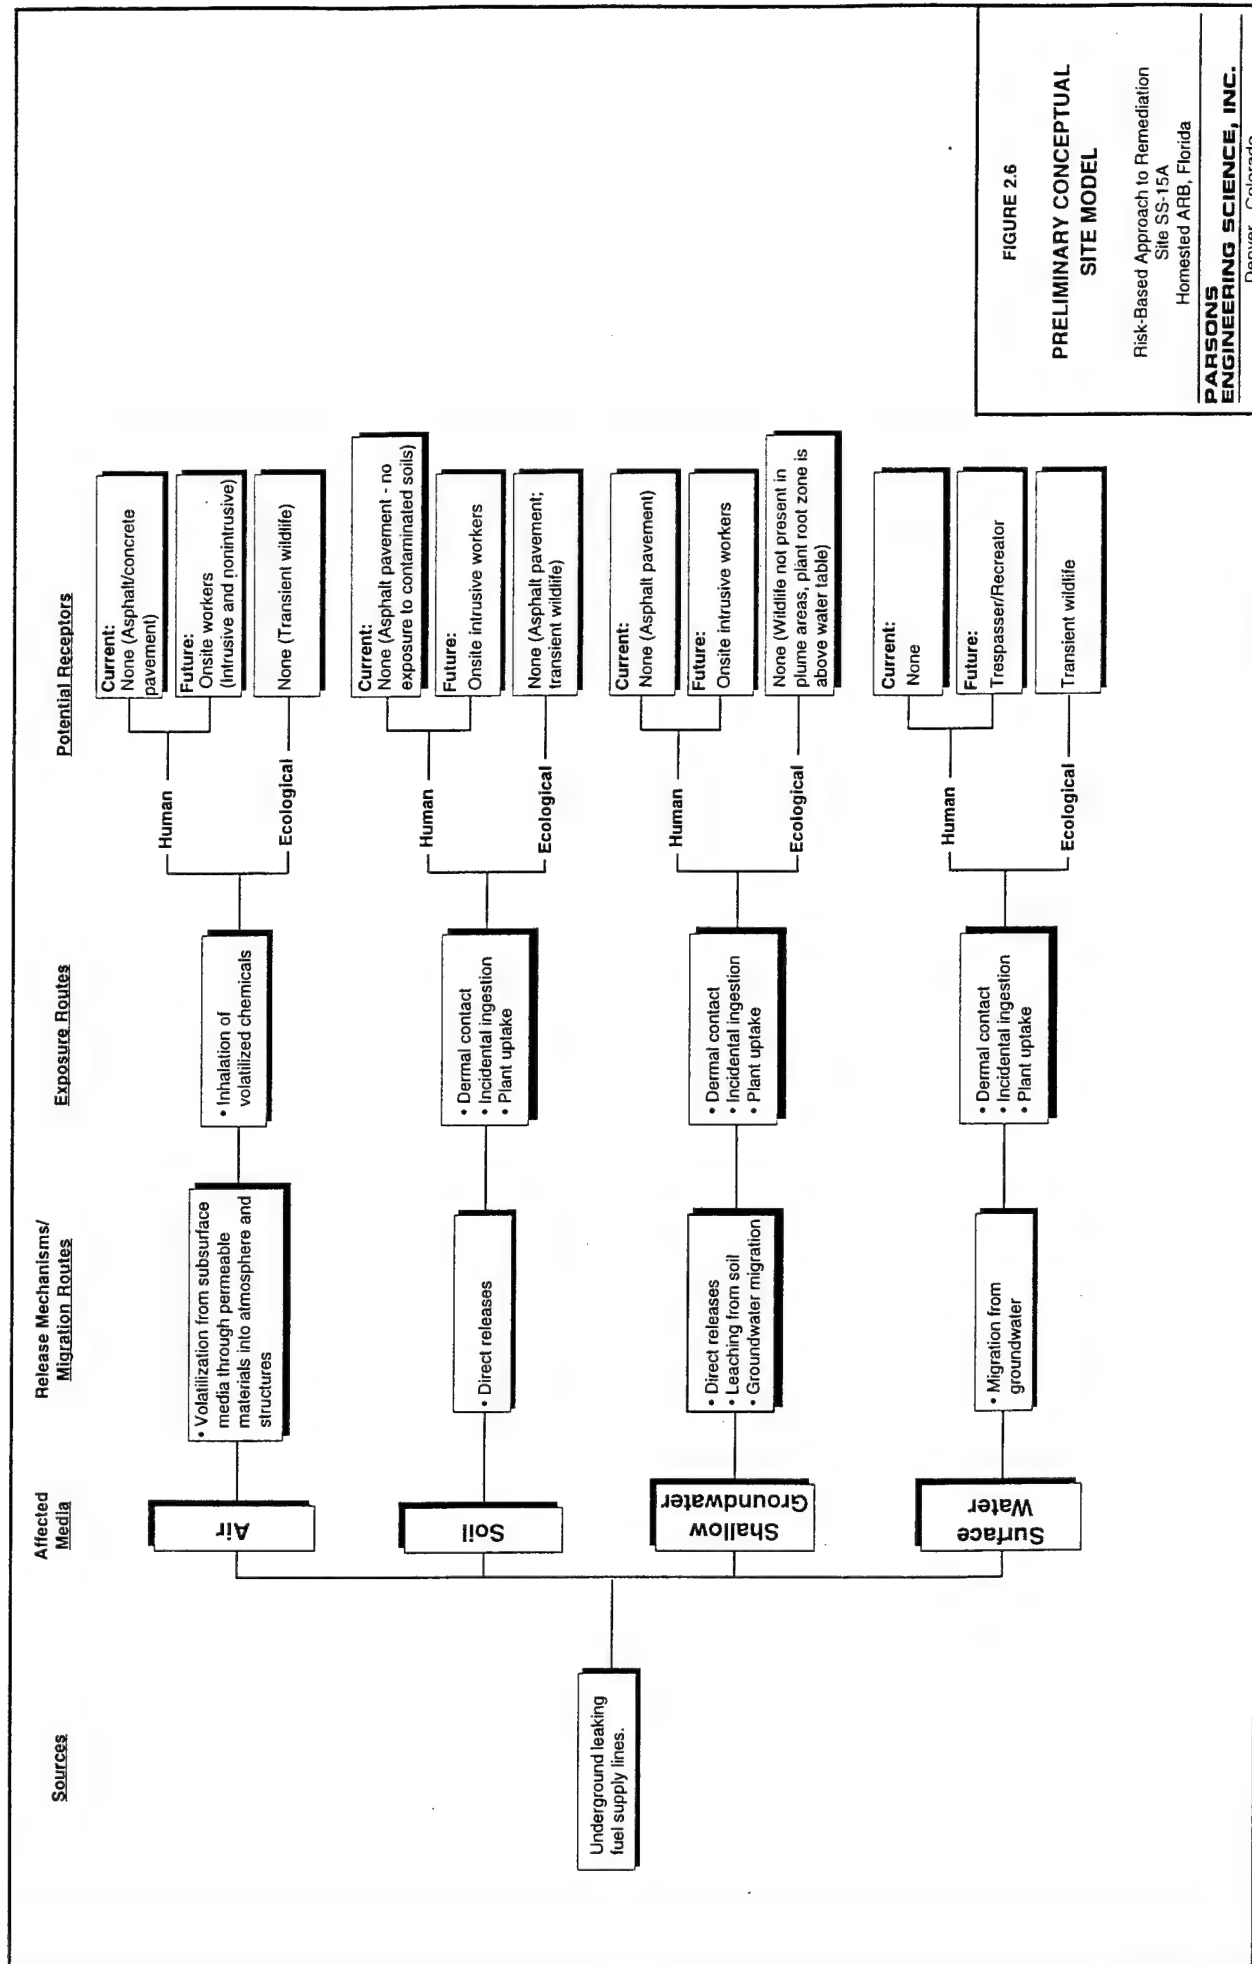 Sources
Affected
Media
Release Mechanisms/
Migration Routes
Exposure Routes
Potential Receptors
Underground leaking
fuel supply lines.
Air
• Volatilization from subsurface
media through permeable
materials into atmosphere and
structures
• Inhalation of
volatilized chemicals
Human
Current:
None (Asphalt/concrete
pavement)
Future:
Onsite workers
(Intrusive and nonintrusive)
Ecological
None (Transient wildlife)
Soil
• Direct releases
• Dermal contact
• Incidental ingestion
• Plant uptake
Human
Current:
None (Asphalt pavement - no
exposure to contaminated soils)
Future:
Onsite intrusive workers
Ecological
None (Asphalt pavement;
transient wildlife)
Shallow
Groundwater
• Direct releases
• Leaching from soil
• Groundwater migration
• Dermal contact
• Incidental ingestion
• Plant uptake
Human
Current:
None (Asphalt pavement)
Future:
Onsite intrusive workers
Ecological
None (Wildlife not present in
plume areas, plant root zone is
above water table)
Surface
Water
• Migration from
groundwater
• Dermal contact
• Incidental ingestion
• Plant uptake
Human
Current:
None
Future:
Trespasser/Recreator
Ecological
Transient wildlife
FIGURE 2.6
PRELIMINARY CONCEPTUAL
SITE MODEL
Risk-Based Approach to Remediation
Site SS-15A
Homested ARB, Florida
PARSONS
ENGINEERING SCIENCE, INC.
Denver, Colorado